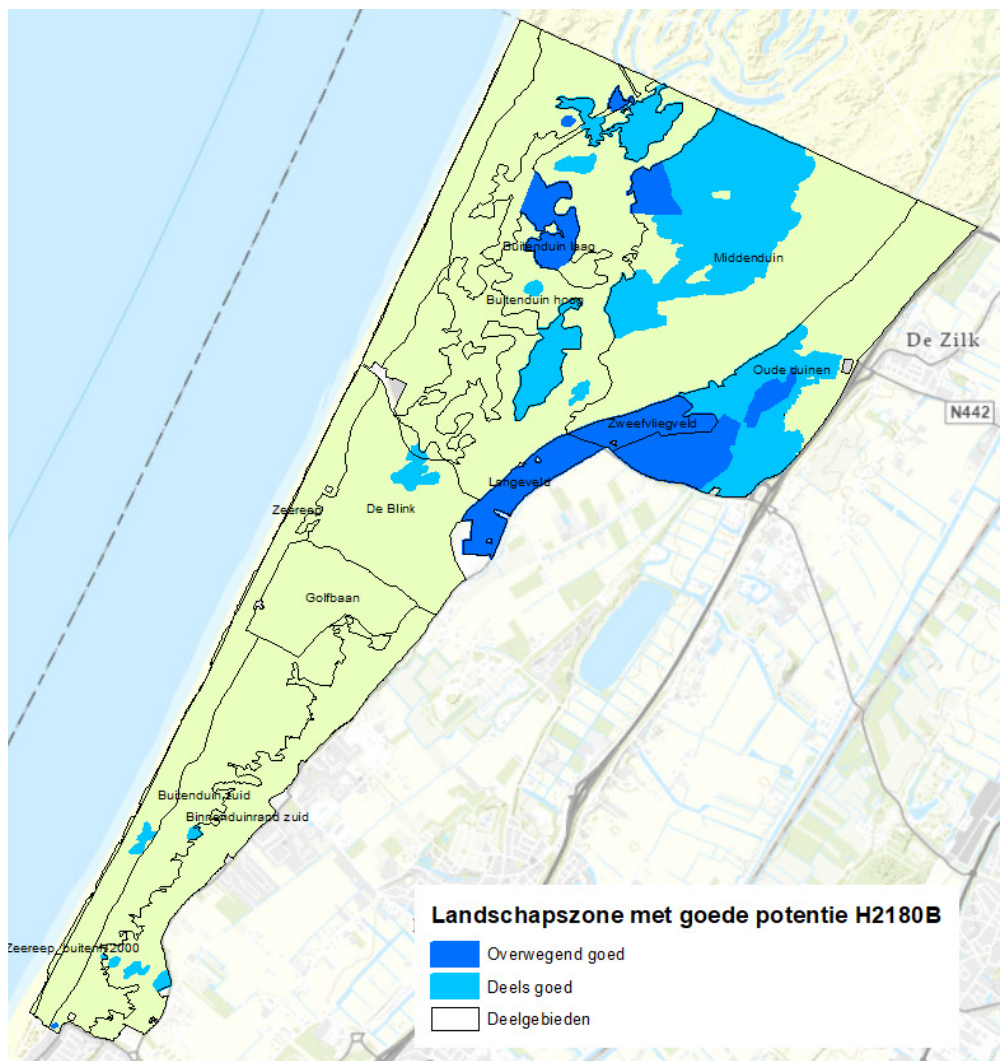 Buitenduin laag
Middenduin
Buitenduin hoog
De Zilk
Oude duinen
N442
Zweefvliegveld
Langeveld
Zeereep
De Blink
Golfbaan
Buitenduin zuid
Binnenduinrand zuid
Landschapszone met goede potentie H2180B
Zeereep_buitenN2000
Overwegend goed
Deels goed
Deelgebieden